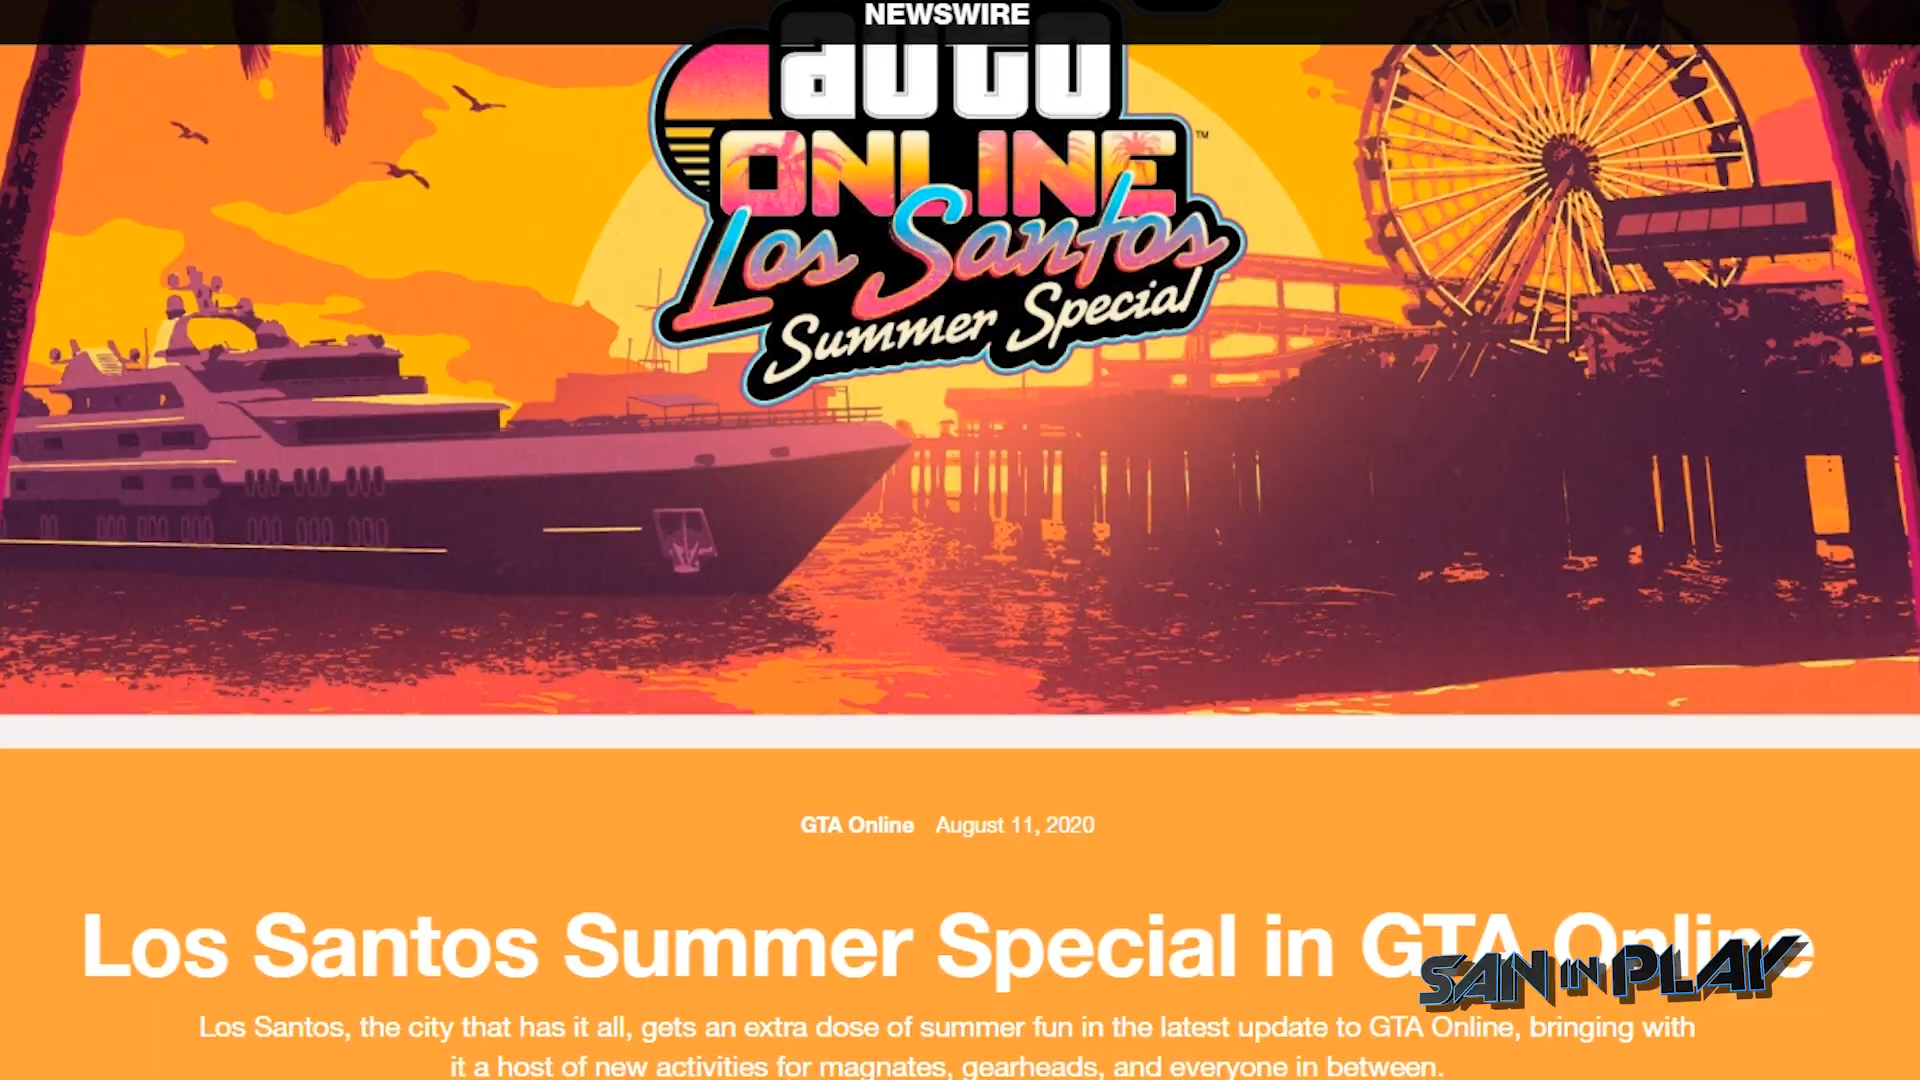 NEWSWIRE
auto
ONLINE ™
Los Santos
Summer Special
GTA Online August 11, 2020
Los Santos Summer Special in GTA Online
SAN IN PLAY
Los Santos, the city that has it all, gets an extra dose of summer fun in the latest update to GTA Online, bringing with
it a host of new activities for magnates, gearheads, and everyone in between.